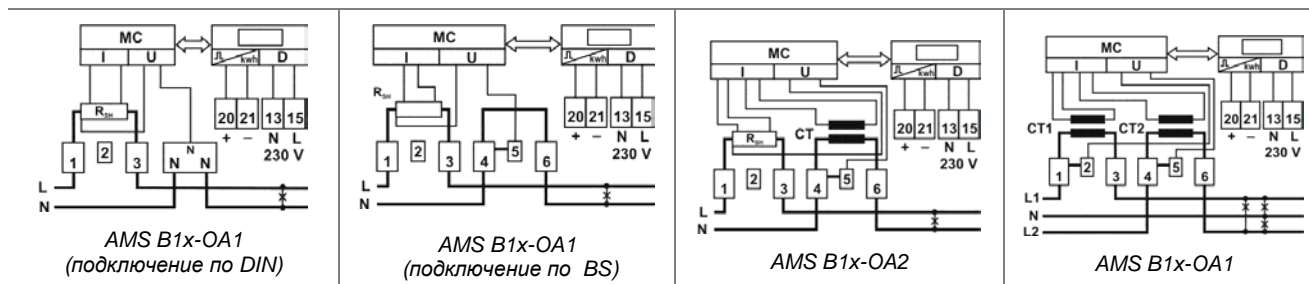 MC
I U
kwh D
R SH
20 21 13 15
+ − N L
230 V
1 2 3
N
N N
L
N
AMS B1x-OA1
(подключение по DIN)
MC
I U
kwh D
R SH
20 21 13 15
+ − N L
230 V
1 2 3 4 5 6
L
N
AMS B1x-OA1
(подключение по BS)
MC
I U
kwh D
20 21 13 15
+ − N L
230 V
CT
R SH
1 2 3 4 5 6
L
N
AMS B1x-OA2
MC
I U
kwh D
20 21 13 15
+ − N L
230 V
CT1 CT2
1 2 3 4 5 6
L1
N
L2
AMS B1x-OA1